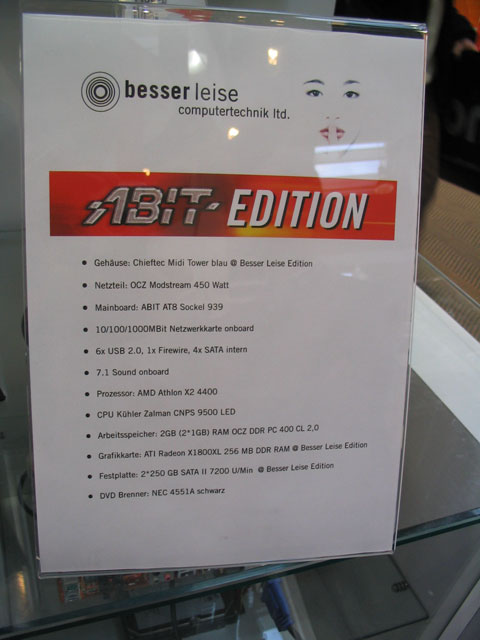 besser leise
computertechnik ltd.
ABIT EDITION
• Gehäuse: Chieftec Midi Tower blau @ Besser Leise Edition
• Netzteil: OCZ Modstream 450 Watt
• Mainboard: ABIT AT8 Sockel 939
• 10/100/1000MBit Netzwerkkarte onboard
• 6x USB 2.0, 1x Firewire, 4x SATA intern
• 7.1 Sound onboard
• Prozessor: AMD Athlon X2 4400
• CPU Kühler Zalman CNPS 9500 LED
• Arbeitsspeicher: 2GB (2*1GB) RAM OCZ DDR PC 400 CL 2,0
• Grafikkarte: ATI Radeon X1800XL 256 MB DDR RAM @ Besser Leise Edition
• Festplatte: 2*250 GB SATA II 7200 U/Min @ Besser Leise Edition
• DVD Brenner: NEC 4551A schwarz